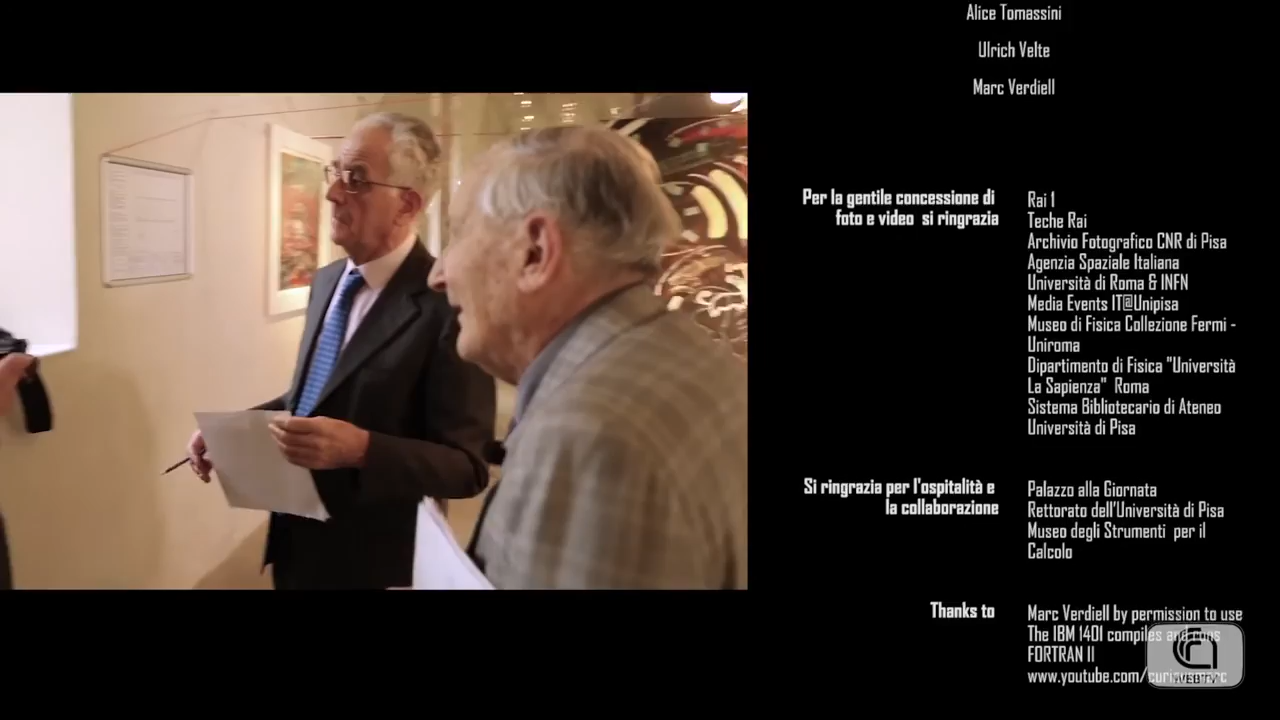 Alice Tomassini
Ulrich Velte
Marc Verdiell
Per la gentile concessione di
foto e video si ringrazia
Rai 1
Teche Rai
Archivio Fotografico CNR di Pisa
Agenzia Spaziale Italiana
Università di Roma & INFN
Media Events IT@Unipisa
Museo di Fisica Collezione Fermi -
Uniroma
Dipartimento di Fisica "Università
La Sapienza" Roma
Sistema Bibliotecario di Ateneo
Università di Pisa
Si ringrazia per l'ospitalità e
la collaborazione
Palazzo alla Giornata
Rettorato dell'Università di Pisa
Museo degli Strumenti per il
Calcolo
Thanks to
Marc Verdiell by permission to use
The IBM 1401 compiles and runs
FORTRAN II
www.youtube.com/curiousmarc
WEB TV